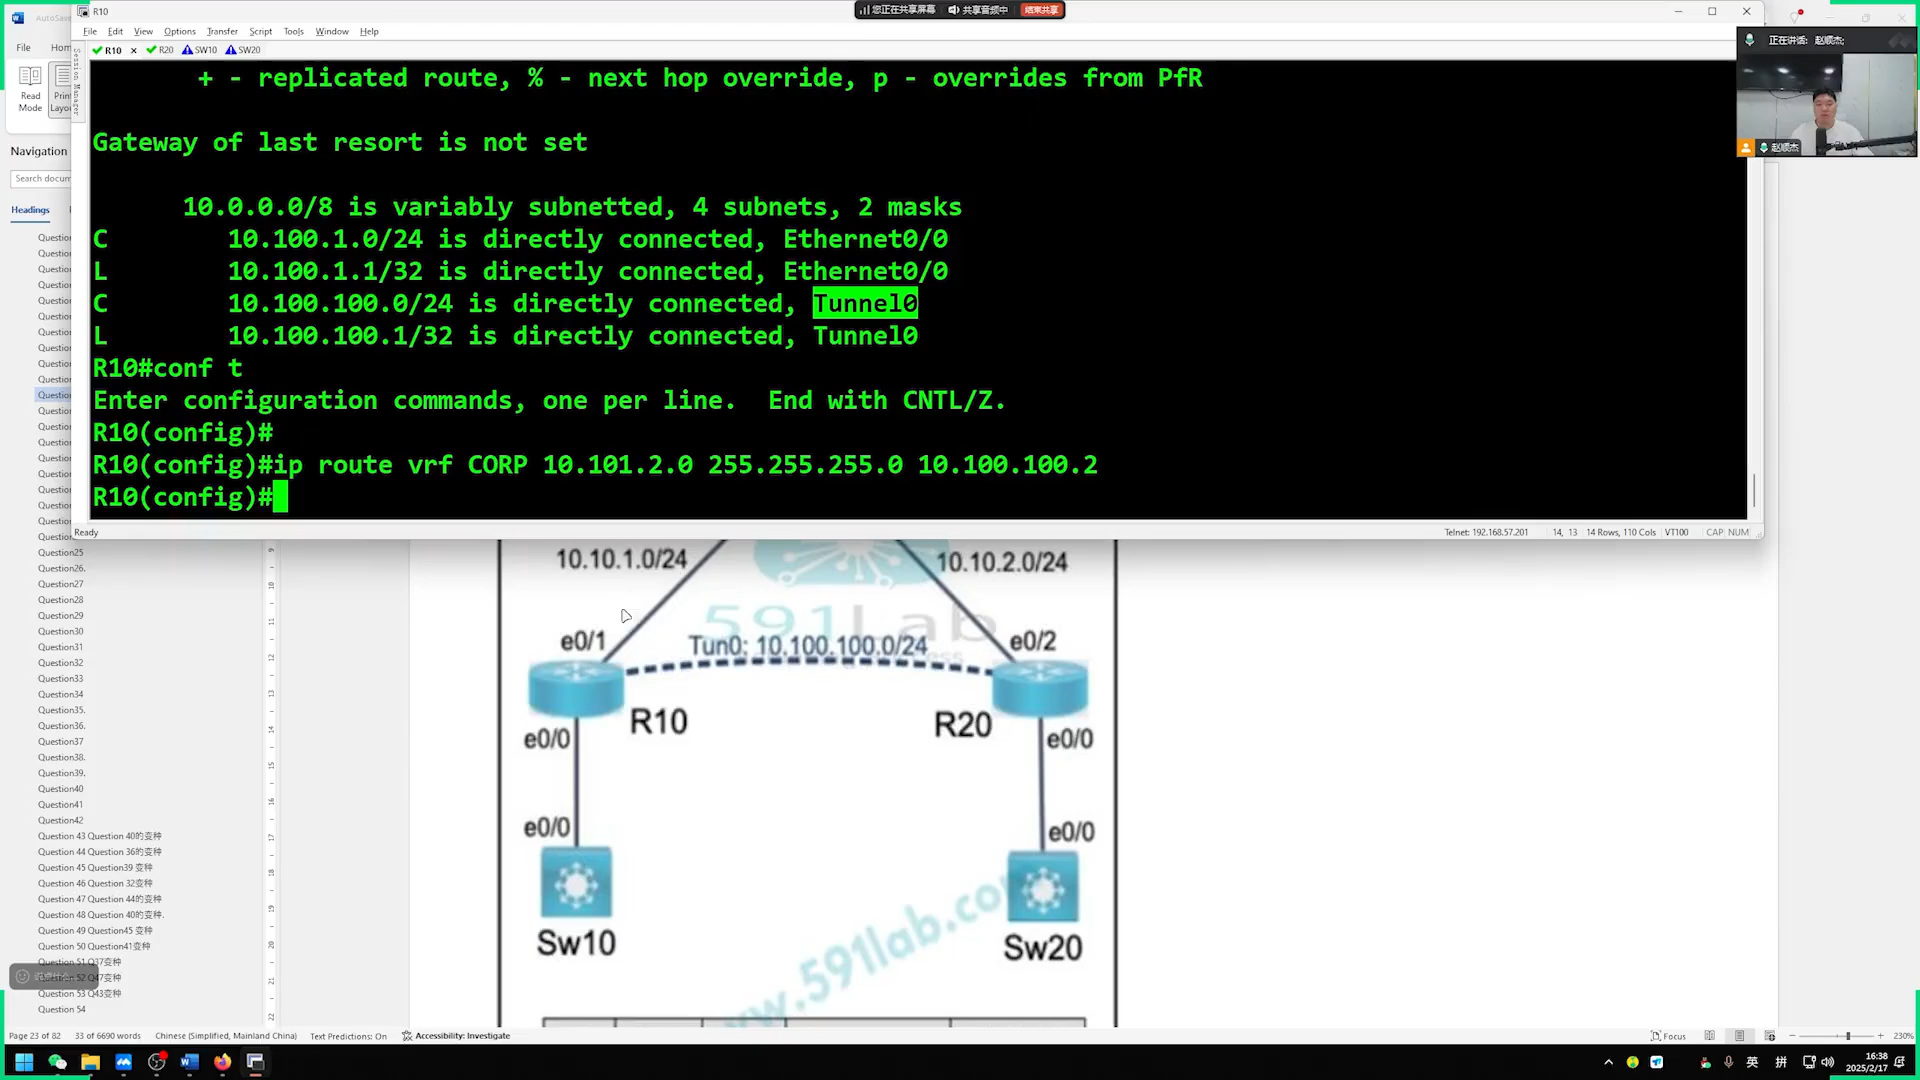 AutoSav
R10
您正在共享屏幕
共享音频中
结束共享
File Edit View Options Transfer Script Tools Window Help
R10 × R20 SW10 SW20
正在讲话: 赵顺杰;
赵顺杰
File Hom
Read Mode
Print Layou
Session Manager
+ - replicated route, % - next hop override, p - overrides from PfR
Gateway of last resort is not set
10.0.0.0/8 is variably subnetted, 4 subnets, 2 masks
C 10.100.1.0/24 is directly connected, Ethernet0/0
L 10.100.1.1/32 is directly connected, Ethernet0/0
C 10.100.100.0/24 is directly connected, Tunnel0
L 10.100.100.1/32 is directly connected, Tunnel0
R10#conf t
Enter configuration commands, one per line.  End with CNTL/Z.
R10(config)#
R10(config)#ip route vrf CORP 10.101.2.0 255.255.255.0 10.100.100.2
R10(config)#
Ready
Telnet: 192.168.57.201 14, 13 14 Rows, 110 Cols VT100 CAP NUM
Navigation
Search docum
Headings
Question25
Question26.
Question27
Question28
Question29
Question30
Question31
Question32
Question33
Question34
Question35.
Question36.
Question37
Question38.
Question39.
Question40
Question41
Question42
Question 43 Question 40的变种
Question 44 Question 36的变种
Question 45 Question39 变种
Question 46 Question 32变种
Question 47 Question 44的变种
Question 48 Question 40的变种.
Question 49 Question45 变种
Question 50 Question41变种
Question 51 Q37变种
Question 52 Q47变种
Question 53 Q43变种
Question 54
10.10.1.0/24
10.10.2.0/24
591Lab
e0/1
Tun0: 10.100.100.0/24
e0/2
R10
R20
e0/0
e0/0
e0/0
e0/0
Sw10
Sw20
www.591lab.co
Page 23 of 82 33 of 6690 words Chinese (Simplified, Mainland China) Text Predictions: On Accessibility: Investigate
Focus
230%
英
拼
16:38
2025/2/17